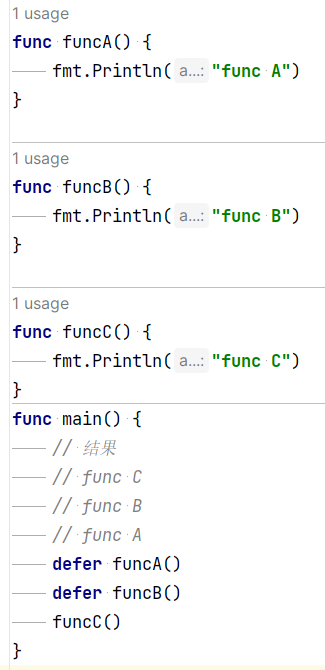 1 usage
func funcA() {
fmt.Println( a...: "func A")
}
1 usage
func funcB() {
fmt.Println( a...: "func B")
}
1 usage
func funcC() {
fmt.Println( a...: "func C")
}
func main() {
// 结果
// func C
// func B
// func A
defer funcA()
defer funcB()
funcC()
}